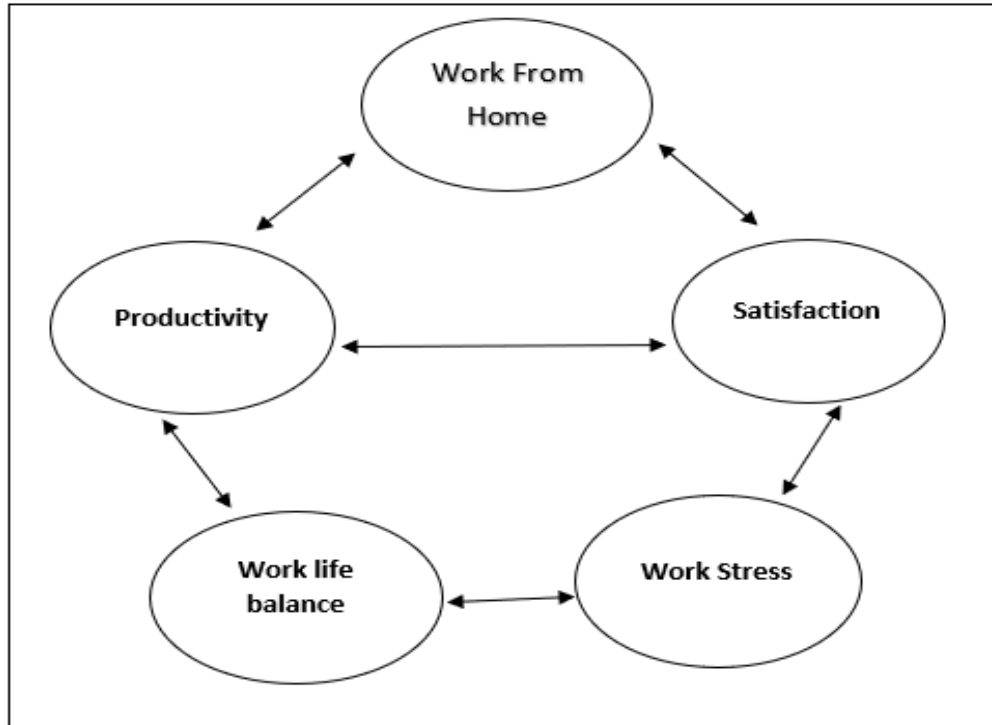 Work From
Home
Productivity
Satisfaction
Work life
balance
Work Stress